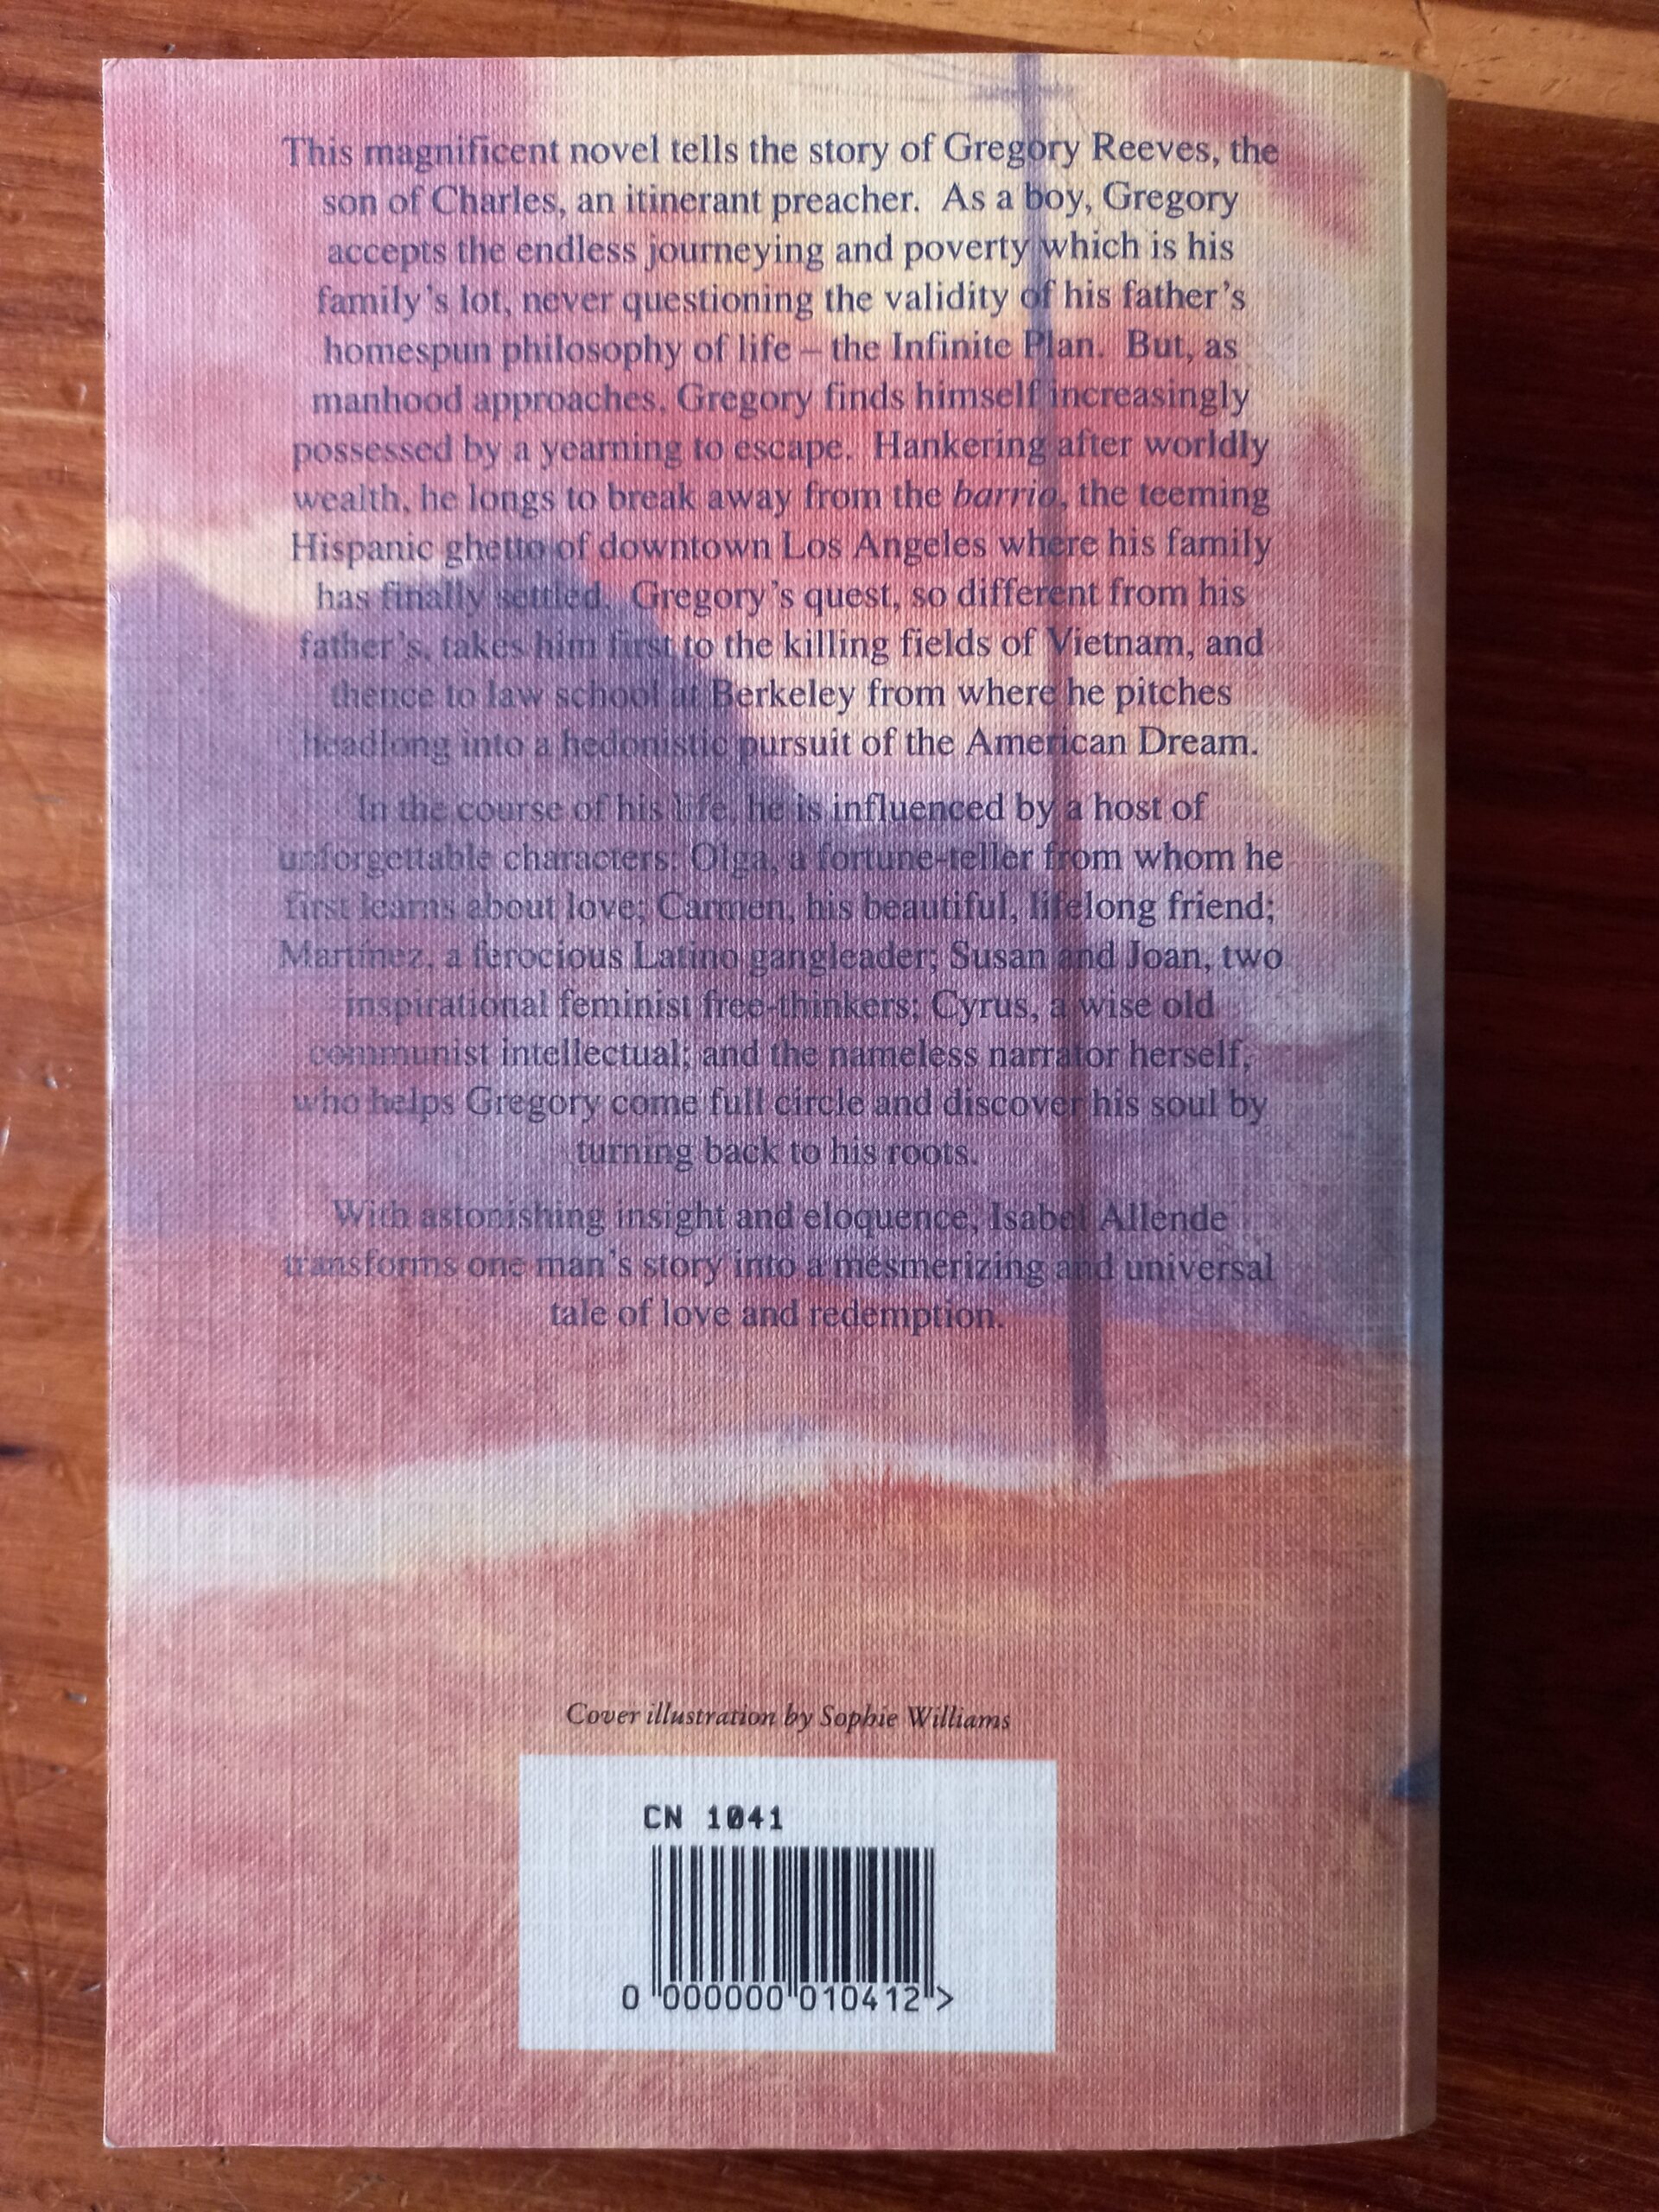 This magnificent novel tells the story of Gregory Reeves, the
son of Charles, an itinerant preacher. As a boy, Gregory
accepts the endless journeying and poverty which is his
family's lot, never questioning the validity of his father's
homespun philosophy of life – the Infinite Plan. But, as
manhood approaches, Gregory finds himself increasingly
possessed by a yearning to escape. Hankering after worldly
wealth, he longs to break away from the barrio, the teeming
Hispanic ghetto of downtown Los Angeles where his family
has finally settled. Gregory's quest, so different from his
father's, takes him first to the killing fields of Vietnam, and
thence to law school at Berkeley from where he pitches
headlong into a hedonistic pursuit of the American Dream.
In the course of his life, he is influenced by a host of
unforgettable characters: Olga, a fortune-teller from whom he
first learns about love; Carmen, his beautiful, lifelong friend;
Martínez, a ferocious Latino gangleader; Susan and Joan, two
inspirational feminist free-thinkers; Cyrus, a wise old
communist intellectual; and the nameless narrator herself,
who helps Gregory come full circle and discover his soul by
turning back to his roots.
With astonishing insight and eloquence, Isabel Allende
transforms one man's story into a mesmerizing and universal
tale of love and redemption.
Cover illustration by Sophie Williams
CN 1041
0 000000 010412 >